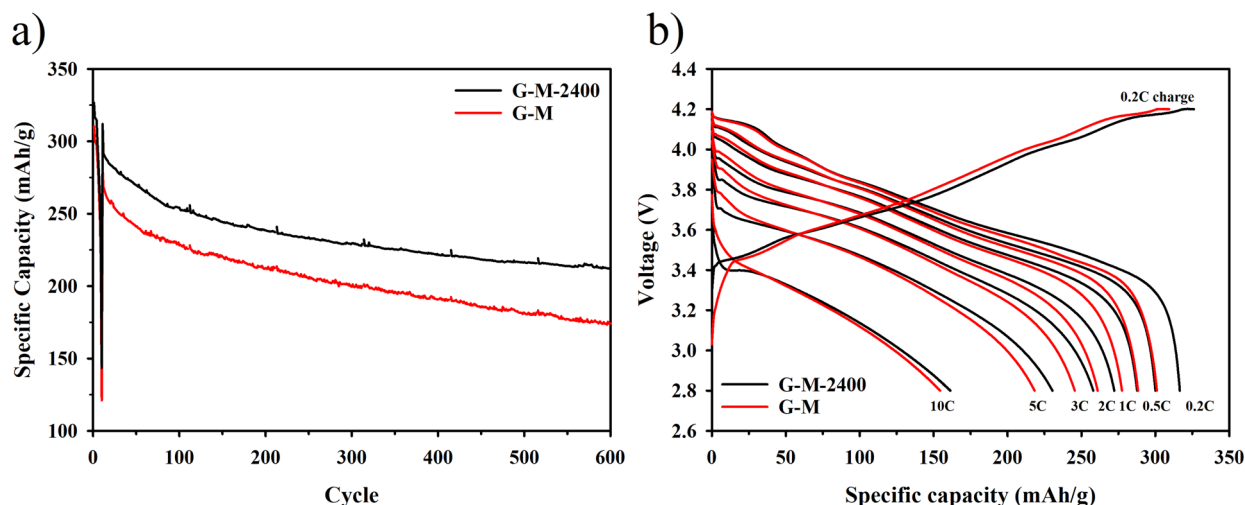 a)
Specific Capacity (mAh/g)
350
300
250
200
150
100
G-M-2400
G-M
0
100
200
300
400
500
600
Cycle
b)
Voltage (V)
4.4
4.2
4.0
3.8
3.6
3.4
3.2
3.0
2.8
2.6
0.2C charge
G-M-2400
G-M
10C
5C
3C
2C
1C
0.5C
0.2C
0
50
100
150
200
250
300
350
Specific capacity (mAh/g)